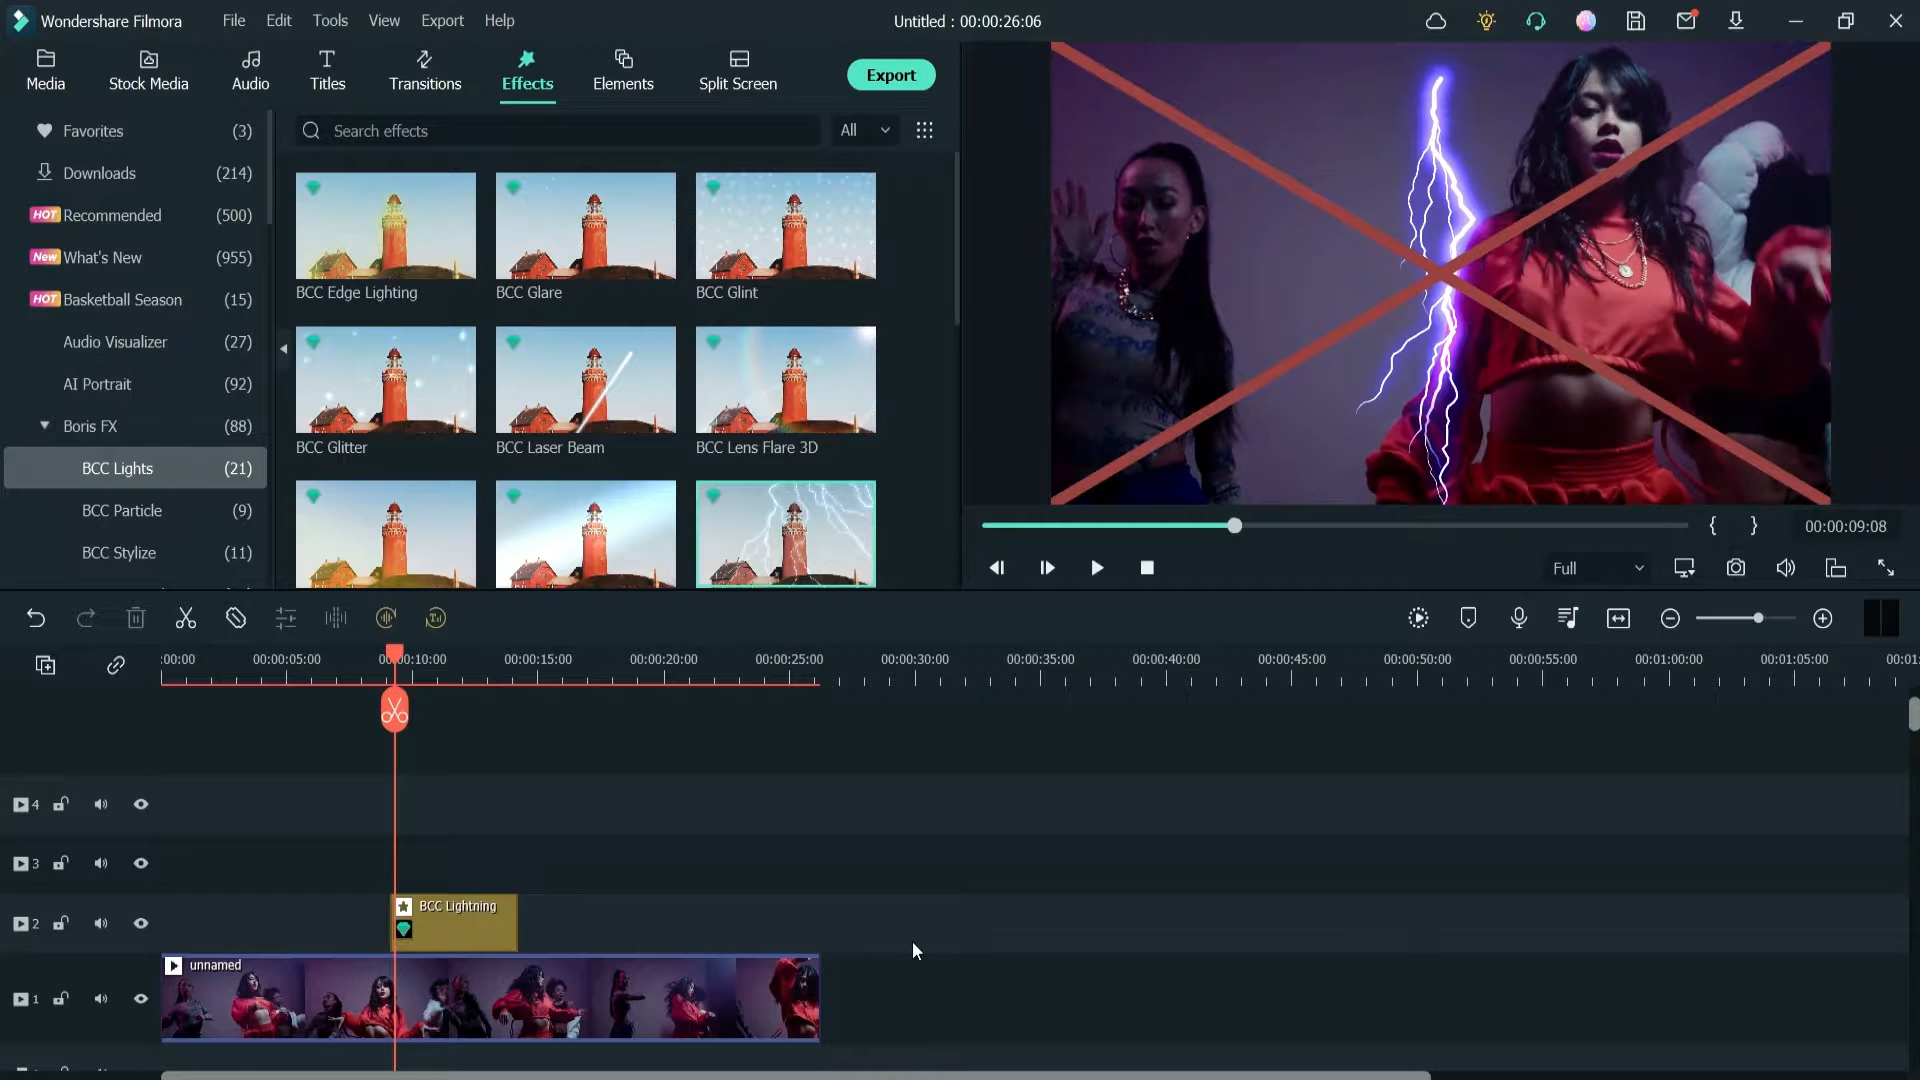 Wondershare Filmora File Edit Tools View Export Help Untitled : 00:00:26:06
Media Stock Media Audio Titles Transitions Effects Elements Split Screen Export
Favorites (3)
Downloads (214)
HOT Recommended (500)
New What's New (955)
HOT Basketball Season (15)
Audio Visualizer (27)
AI Portrait (92)
Boris FX (88)
BCC Lights (21)
BCC Particle (9)
BCC Stylize (11)
Search effects All
BCC Edge Lighting BCC Glare BCC Glint
BCC Glitter BCC Laser Beam BCC Lens Flare 3D
{ } 00:00:09:08
Full
:00:00 00:00:05:00 00:00:10:00 00:00:15:00 00:00:20:00 00:00:25:00 00:00:30:00 00:00:35:00 00:00:40:00 00:00:45:00 00:00:50:00 00:00:55:00 00:01:00:00 00:01:05:00 00:01:
4
3
2 BCC Lightning
1 unnamed